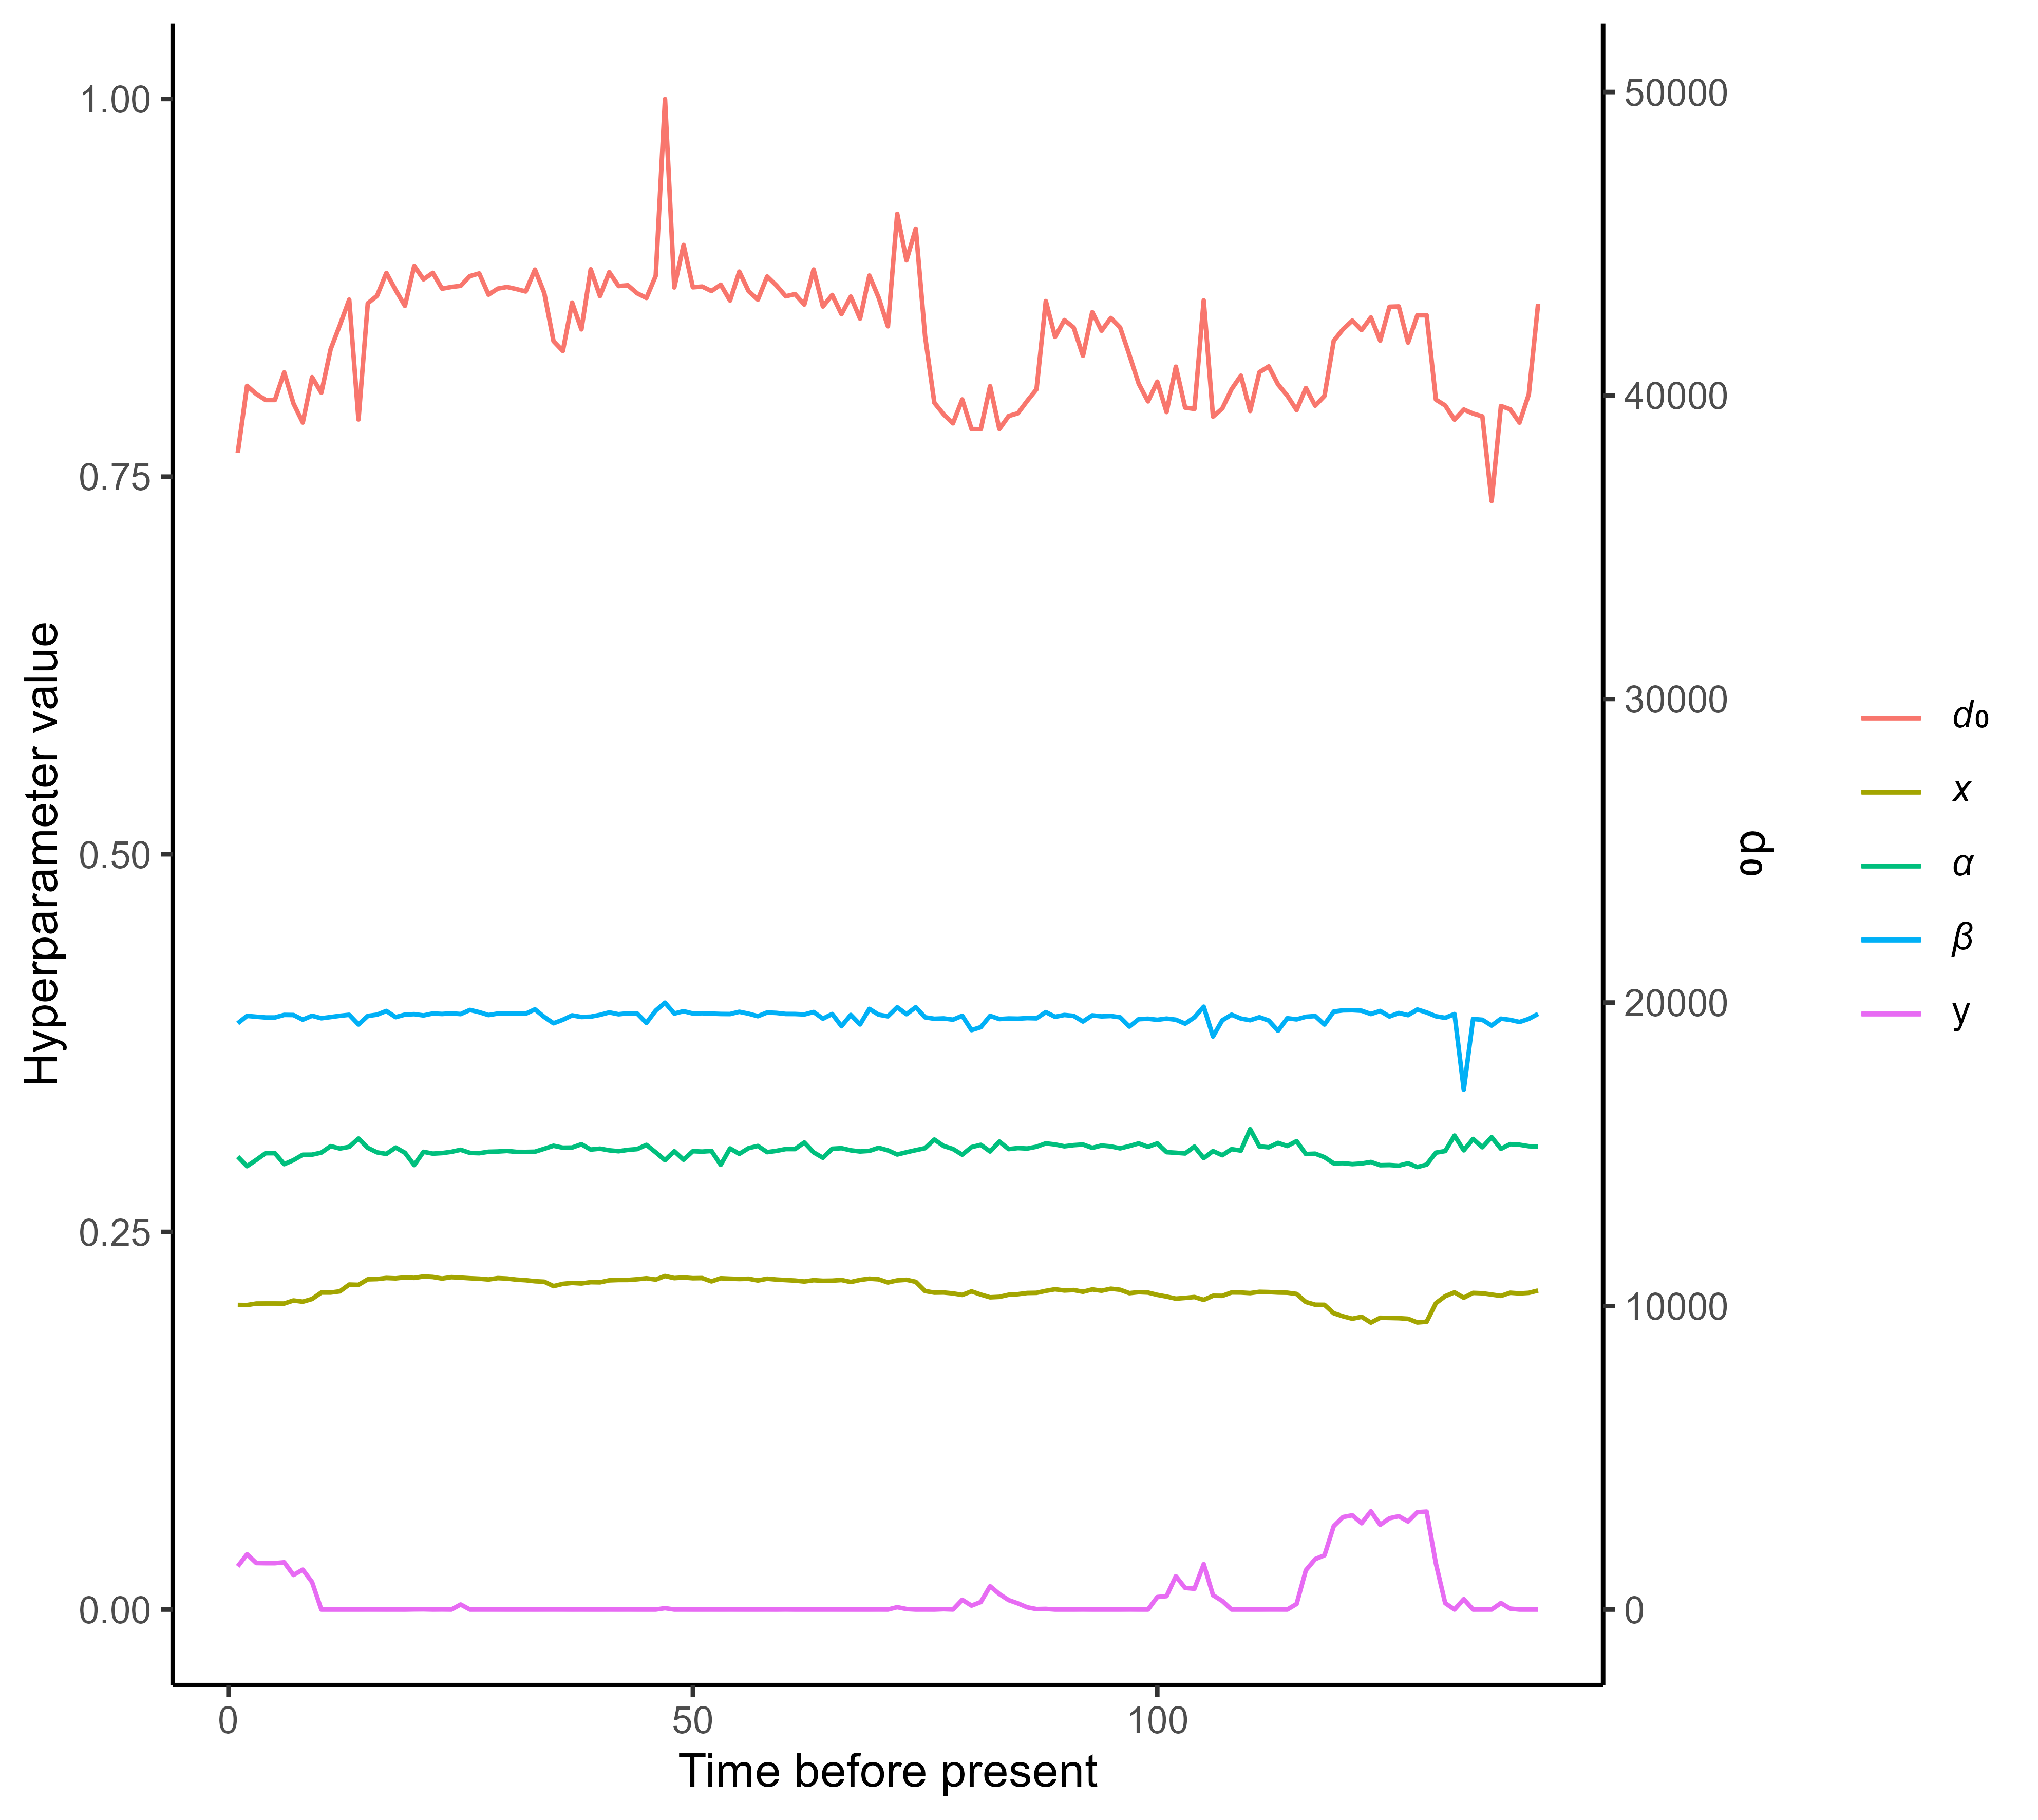 Hyperparameter value
1.00
0.75
0.50
0.25
0.00
0
50
100
Time before present
50000
40000
30000
20000
10000
0
d₀
d₀
x
α
β
y